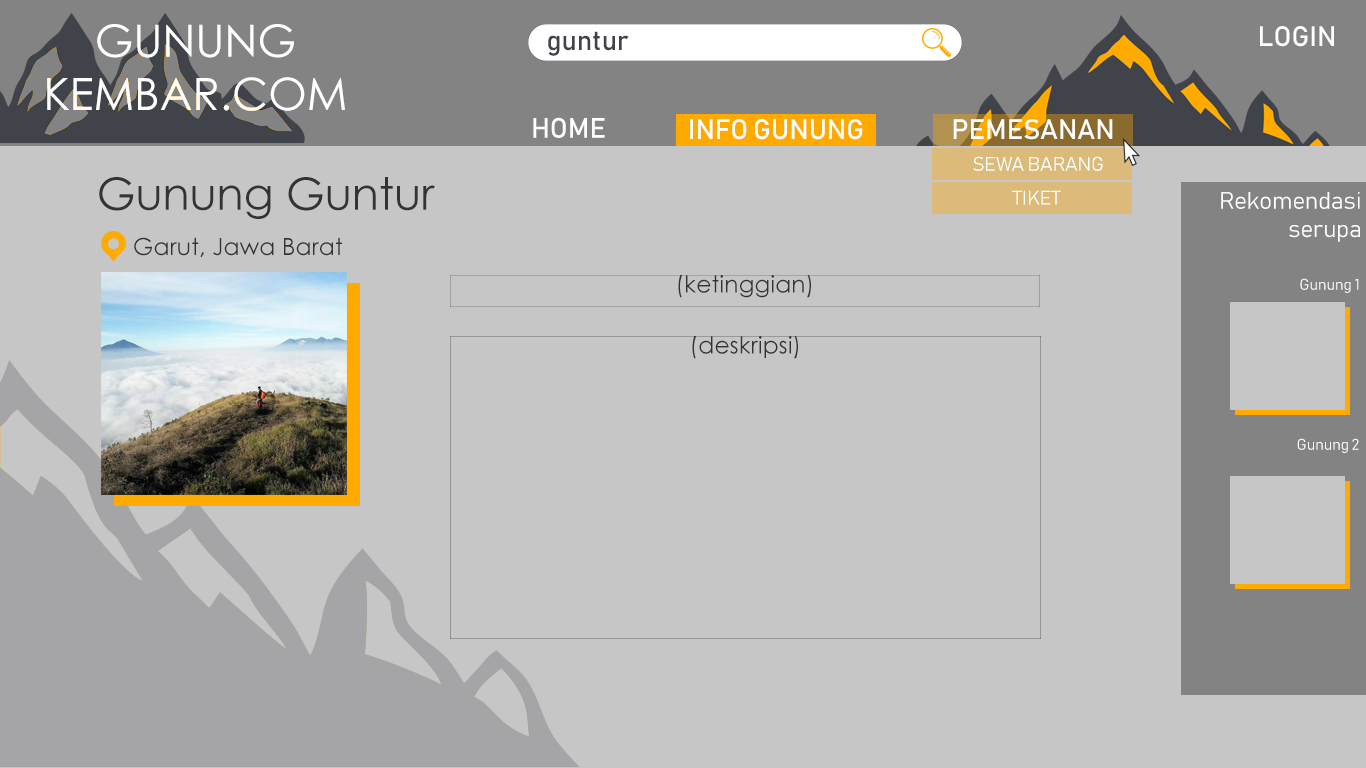 GUNUNG
KEMBAR.COM
guntur
LOGIN
HOME
INFO GUNUNG
PEMESANAN
SEWA BARANG
TIKET
Gunung Guntur
Garut, Jawa Barat
(ketinggian)
(deskripsi)
Rekomendasi
serupa
Gunung 1
Gunung 2